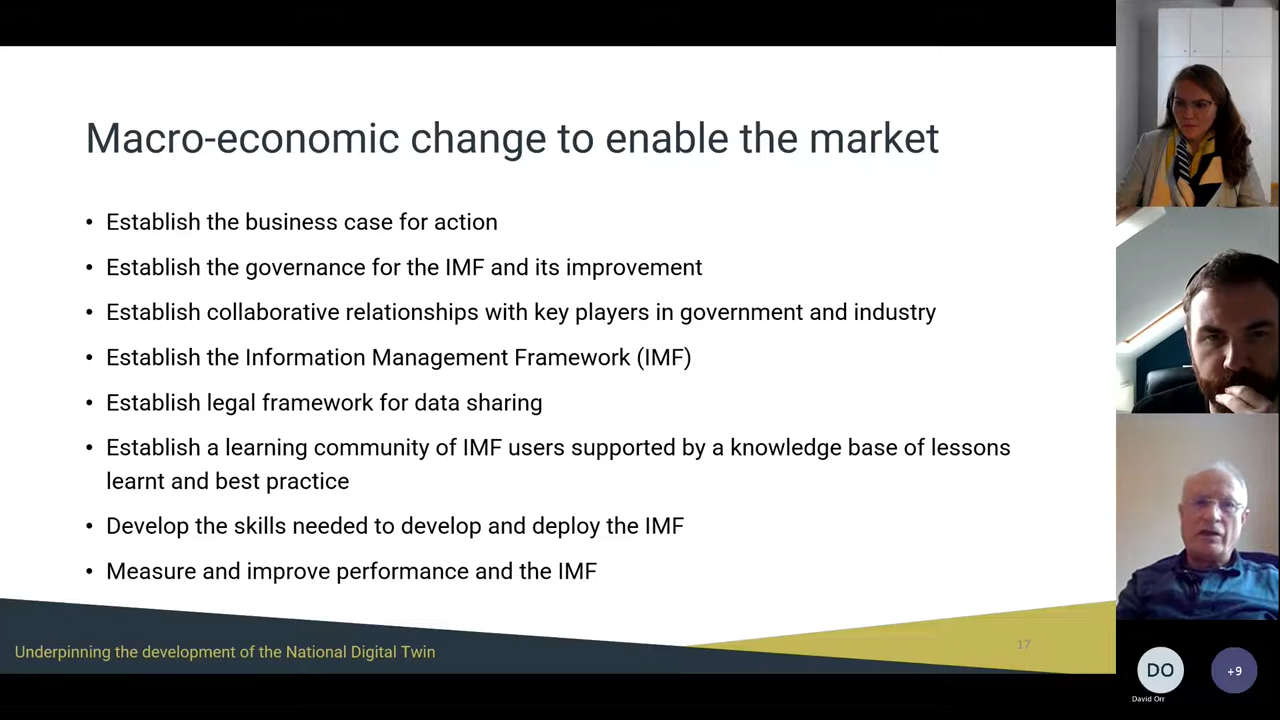 Macro-economic change to enable the market
• Establish the business case for action
• Establish the governance for the IMF and its improvement
• Establish collaborative relationships with key players in government and industry
• Establish the Information Management Framework (IMF)
• Establish legal framework for data sharing
• Establish a learning community of IMF users supported by a knowledge base of lessons
learnt and best practice
• Develop the skills needed to develop and deploy the IMF
• Measure and improve performance and the IMF
Underpinning the development of the National Digital Twin
17
DO
David Orr
+9